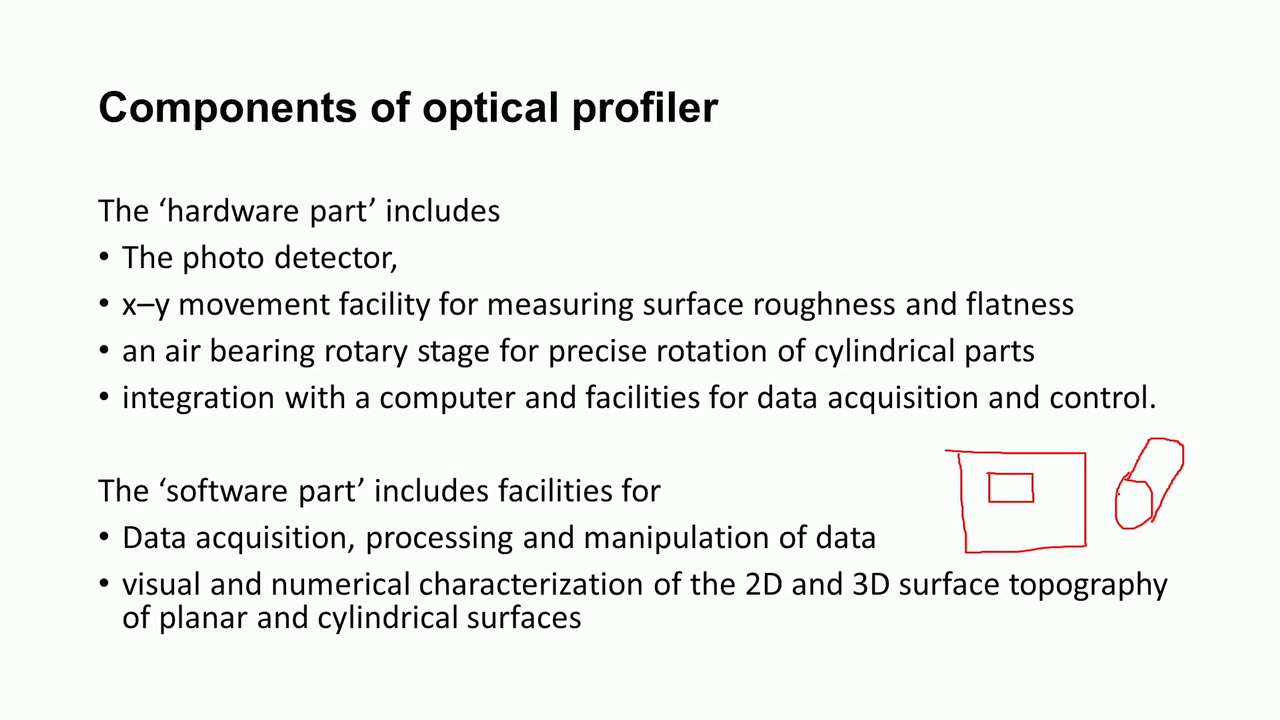 Components of optical profiler
The ‘hardware part’ includes
• The photo detector,
• x–y movement facility for measuring surface roughness and flatness
• an air bearing rotary stage for precise rotation of cylindrical parts
• integration with a computer and facilities for data acquisition and control.
The ‘software part’ includes facilities for
• Data acquisition, processing and manipulation of data
• visual and numerical characterization of the 2D and 3D surface topography
of planar and cylindrical surfaces